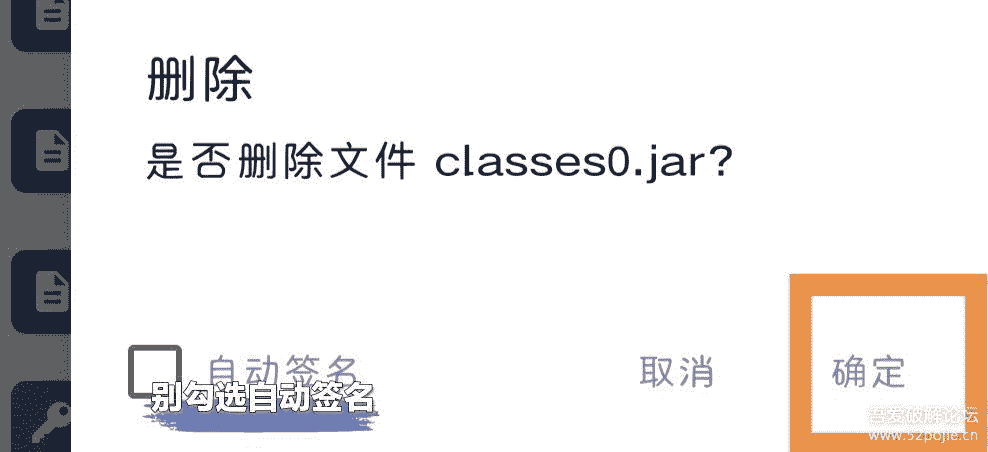 删除
是否删除文件 classes0.jar?
自动签名
别勾选自动签名
取消
确定
吾爱破解论坛
www.52pojie.cn